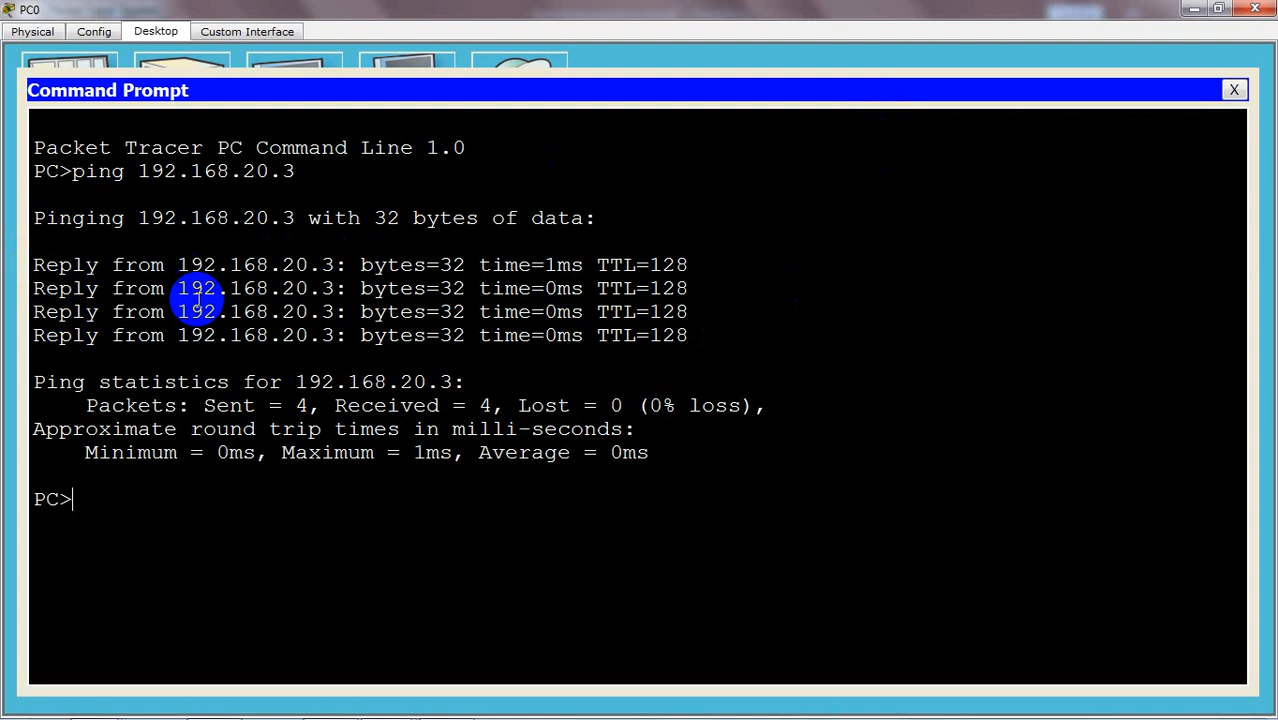 PC0
Physical Config Desktop Custom Interface
Command Prompt X
Packet Tracer PC Command Line 1.0
PC>ping 192.168.20.3
Pinging 192.168.20.3 with 32 bytes of data:
Reply from 192.168.20.3: bytes=32 time=1ms TTL=128
Reply from 192.168.20.3: bytes=32 time=0ms TTL=128
Reply from 192.168.20.3: bytes=32 time=0ms TTL=128
Reply from 192.168.20.3: bytes=32 time=0ms TTL=128
Ping statistics for 192.168.20.3:
Packets: Sent = 4, Received = 4, Lost = 0 (0% loss),
Approximate round trip times in milli-seconds:
Minimum = 0ms, Maximum = 1ms, Average = 0ms
PC>